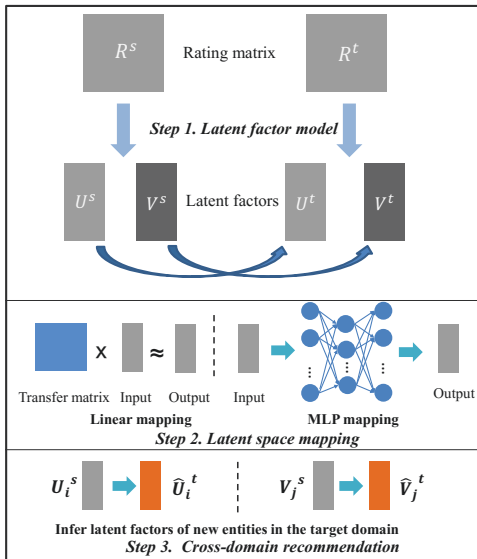 R^s Rating matrix R^t
Step 1. Latent factor model
U^s V^s Latent factors U^t V^t
X ≈
Transfer matrix Input Output Input Output
Linear mapping MLP mapping
Step 2. Latent space mapping
U_i^s Û_i^t V_j^s V̂_j^t
Infer latent factors of new entities in the target domain
Step 3. Cross-domain recommendation